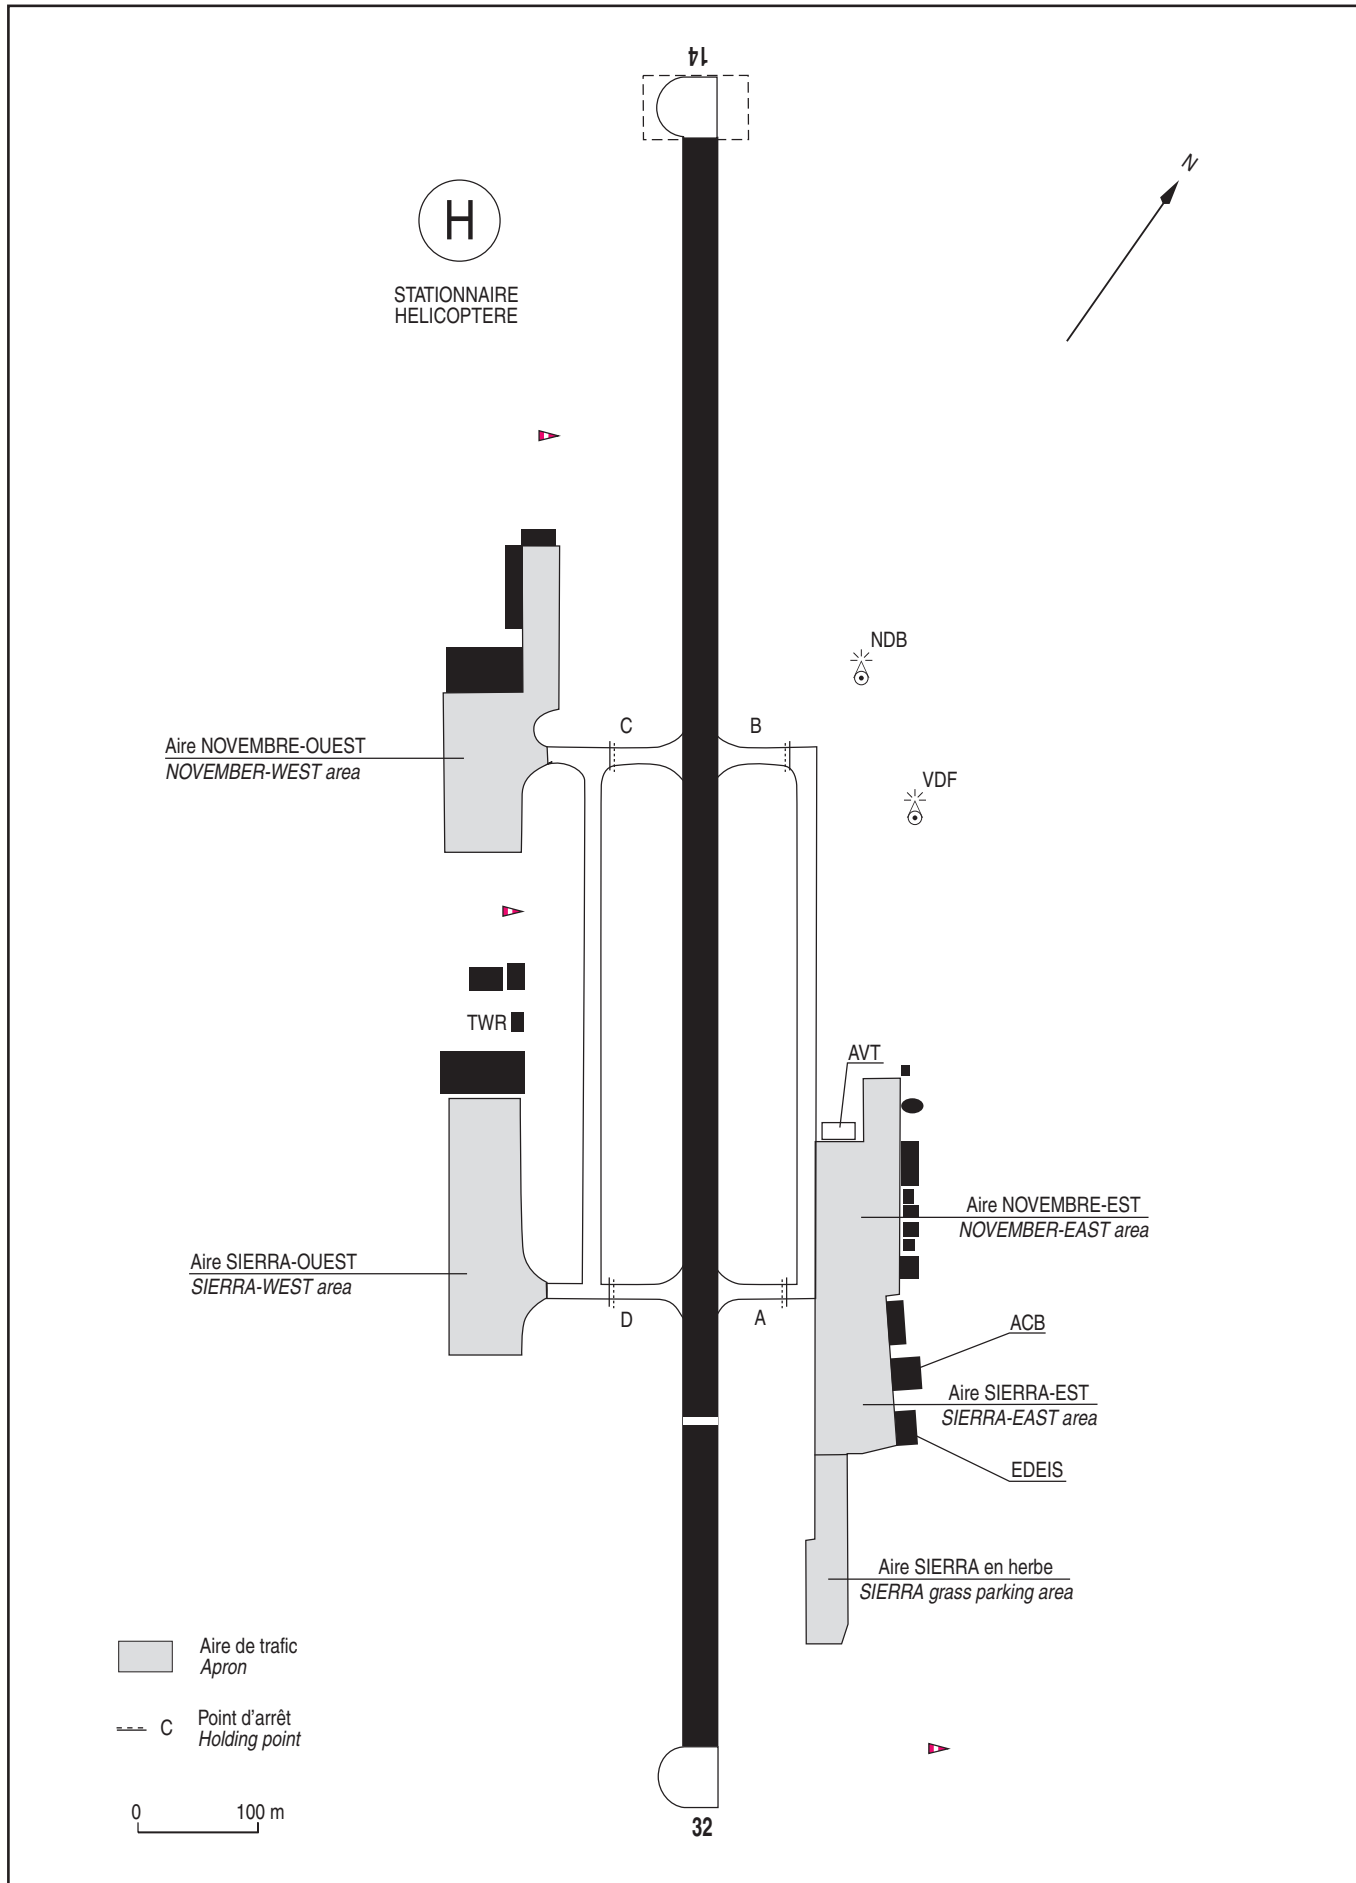 14
N
H
STATIONNAIRE
HELICOPTERE
NDB
C
B
Aire NOVEMBRE-OUEST
NOVEMBER-WEST area
VDF
TWR
AVT
Aire NOVEMBRE-EST
NOVEMBER-EAST area
Aire SIERRA-OUEST
SIERRA-WEST area
D
A
ACB
Aire SIERRA-EST
SIERRA-EAST area
EDEIS
Aire SIERRA en herbe
SIERRA grass parking area
Aire de trafic
Apron
C
Point d'arrêt
Holding point
0 100 m
32